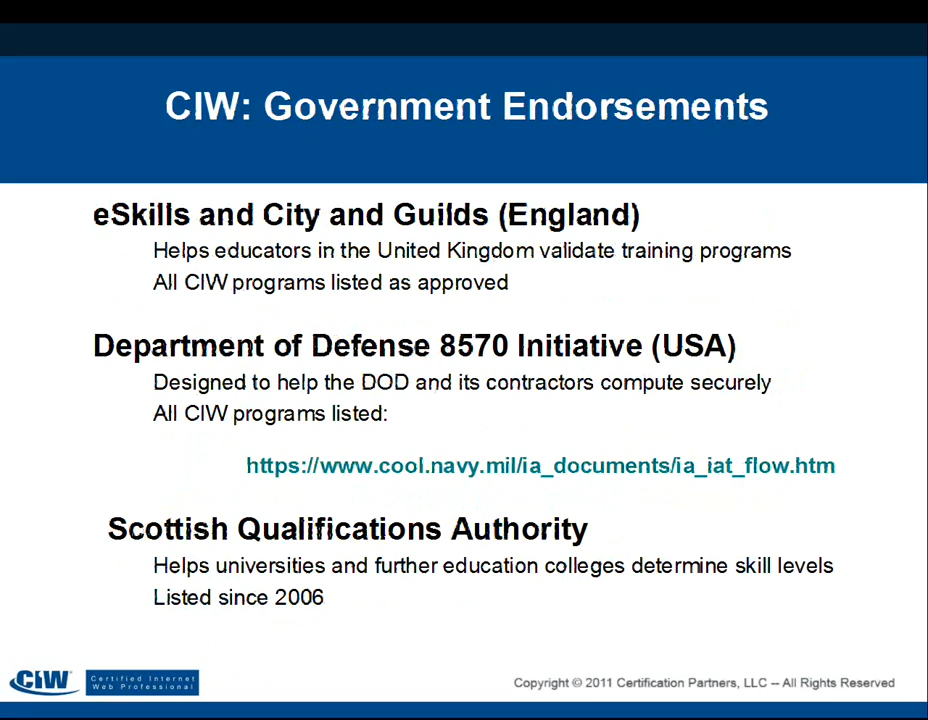 CIW: Government Endorsements
eSkills and City and Guilds (England)
Helps educators in the United Kingdom validate training programs
All CIW programs listed as approved
Department of Defense 8570 Initiative (USA)
Designed to help the DOD and its contractors compute securely
All CIW programs listed:
https://www.cool.navy.mil/ia_documents/ia_iat_flow.htm
Scottish Qualifications Authority
Helps universities and further education colleges determine skill levels
Listed since 2006
CIW
Certified Internet
Web Professional
Copyright © 2011 Certification Partners, LLC -- All Rights Reserved